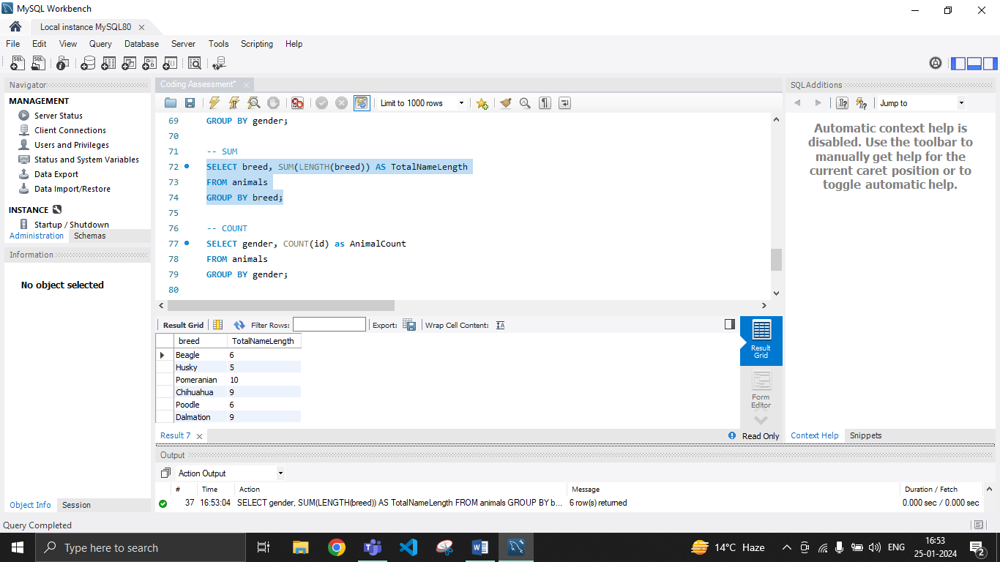 MySQL Workbench
Local instance MySQL80
File Edit View Query Database Server Tools Scripting Help
Navigator
MANAGEMENT
Server Status
Client Connections
Users and Privileges
Status and System Variables
Data Export
Data Import/Restore
INSTANCE
Startup / Shutdown
Administration Schemas
Information
No object selected
Object Info Session
Coding Assessment*
Limit to 1000 rows
69 GROUP BY gender;
70
71 -- SUM
72 SELECT breed, SUM(LENGTH(breed)) AS TotalNameLength
73 FROM animals
74 GROUP BY breed;
75
76 -- COUNT
77 SELECT gender, COUNT(id) as AnimalCount
78 FROM animals
79 GROUP BY gender;
80
Result Grid Filter Rows: Export: Wrap Cell Content:
breed TotalNameLength
Beagle 6
Husky 5
Pomeranian 10
Chihuahua 9
Poodle 6
Dalmation 9
Result Grid
Form Editor
Result 7
Read Only
SQLAdditions
Jump to
Automatic context help is
disabled. Use the toolbar to
manually get help for the
current caret position or to
toggle automatic help.
Context Help Snippets
Output
Action Output
# Time Action Message Duration / Fetch
37 16:53:04 SELECT gender, SUM(LENGTH(breed)) AS TotalNameLength FROM animals GROUP BY b... 6 row(s) returned 0.000 sec / 0.000 sec
Query Completed
Type here to search
14°C Haze
ENG
16:53
25-01-2024
2